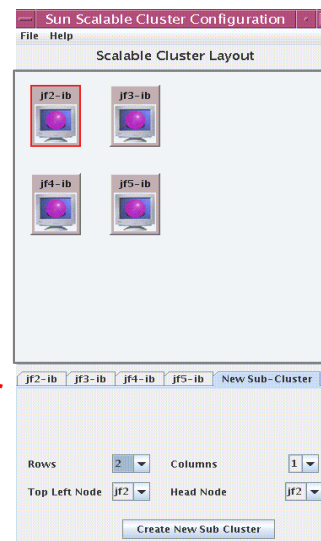 Sun Scalable Cluster Configuration
File Help
Scalable Cluster Layout
jf2-ib jf3-ib
jf4-ib jf5-ib
jf2-ib jf3-ib jf4-ib jf5-ib New Sub-Cluster
Rows 2 Columns 1
Top Left Node jf2 Head Node jf2
Create New Sub Cluster